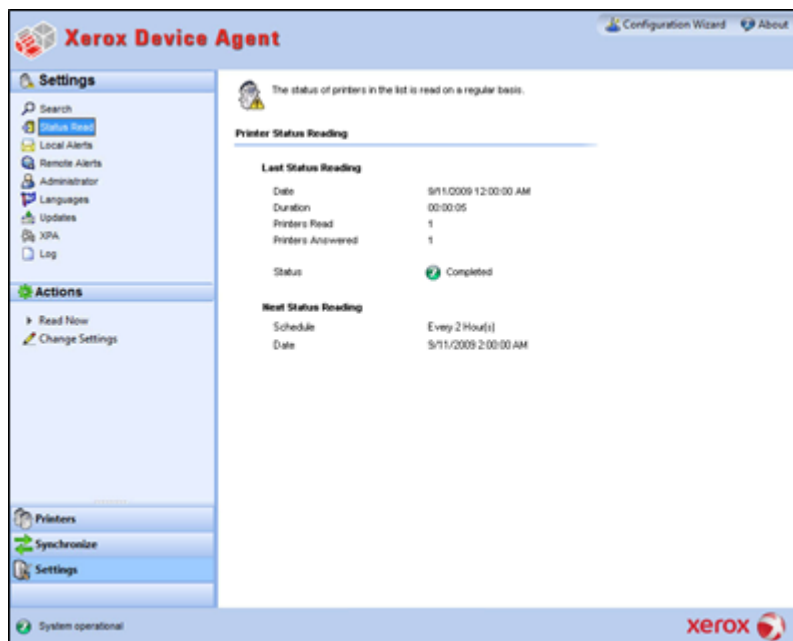 Xerox Device Agent
Configuration Wizard About
Settings
Search
Status Read
Local Alerts
Remote Alerts
Administrator
Languages
Updates
XPA
Log
Actions
Read Now
Change Settings
Printers
Synchronize
Settings
The status of printers in the list is read on a regular basis.
Printer Status Reading
Last Status Reading
Date 9/11/2009 12:00:00 AM
Duration 00:00:05
Printers Read 1
Printers Answered 1
Status Completed
Next Status Reading
Schedule Every 2 Hour(s)
Date 9/11/2009 2:00:00 AM
System operational
xerox